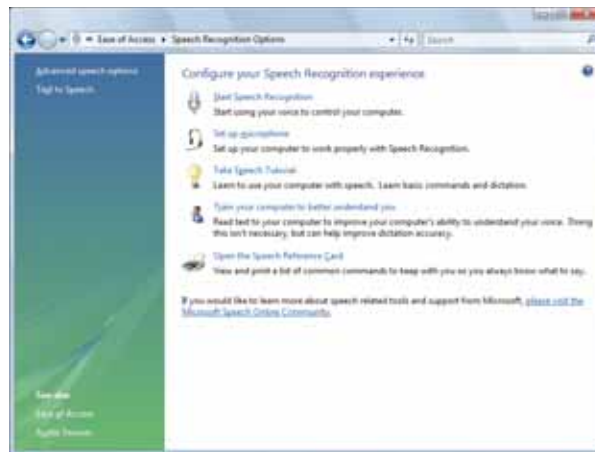 Ease of Access ▸ Speech Recognition Options
Search
Advanced speech options
Text to Speech
Configure your Speech Recognition experience
Start Speech Recognition
Start using your voice to control your computer.
Set up microphone
Set up your computer to work properly with Speech Recognition.
Take Speech Tutorial
Learn to use your computer with speech. Learn basic commands and dictation.
Train your computer to better understand you
Read text to your computer to improve your computer's ability to understand your voice. Doing
this isn't necessary, but can help improve dictation accuracy.
Open the Speech Reference Card
View and print a list of common commands to keep with you so you always know what to say.
If you would like to learn more about speech related tools and support from Microsoft, please visit the
Microsoft Speech Online Community.
See also
Ease of Access
Audio Devices